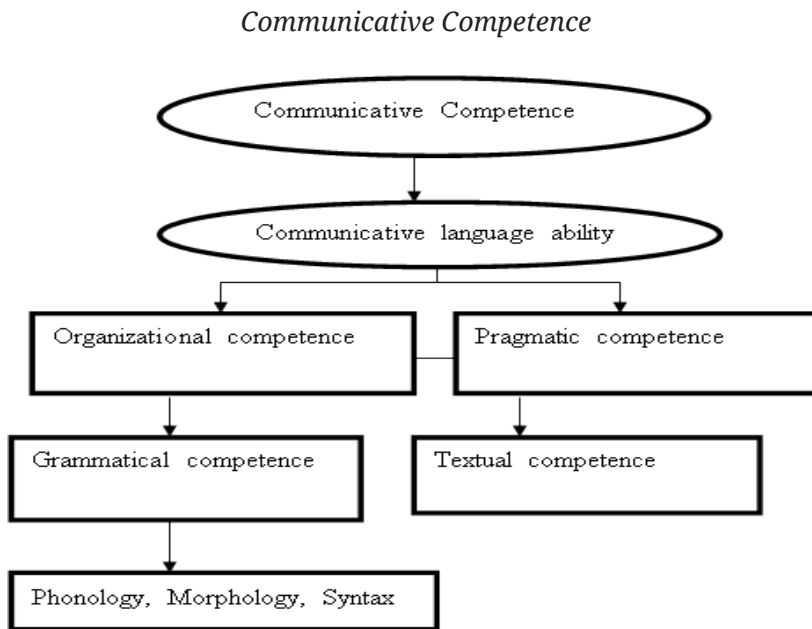 Communicative Competence
Communicative Competence
Communicative language ability
Organizational competence
Pragmatic competence
Grammatical competence
Textual competence
Phonology, Morphology, Syntax